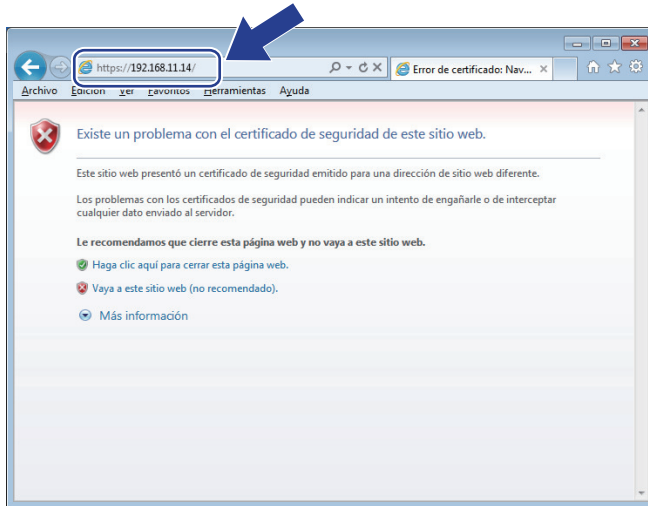 https://192.168.11.14/
Error de certificado: Nav...
Archivo Edición Ver Favoritos Herramientas Ayuda
Existe un problema con el certificado de seguridad de este sitio web.
Este sitio web presentó un certificado de seguridad emitido para una dirección de sitio web diferente.
Los problemas con los certificados de seguridad pueden indicar un intento de engañarle o de interceptar
cualquier dato enviado al servidor.
Le recomendamos que cierre esta página web y no vaya a este sitio web.
Haga clic aquí para cerrar esta página web.
Vaya a este sitio web (no recomendado).
Más información